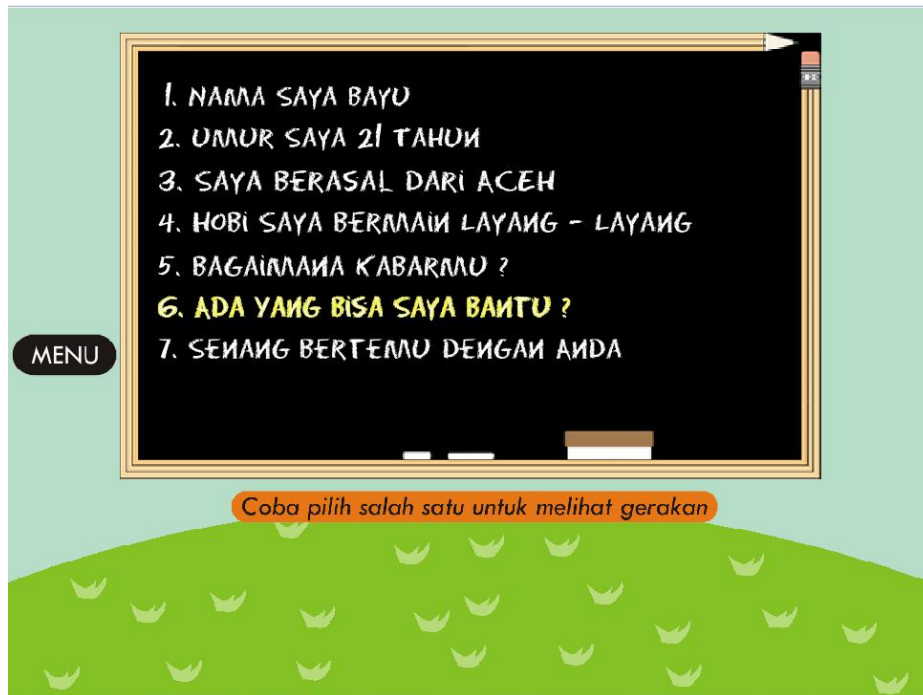 1. NAMA SAYA BAYU
2. UMUR SAYA 21 TAHUN
3. SAYA BERASAL DARI ACEH
4. HOBI SAYA BERMAIN LAYANG - LAYANG
5. BAGAIMANA KABARMU ?
6. ADA YANG BISA SAYA BANTU ?
7. SENANG BERTEMU DENGAN ANDA
MENU
Coba pilih salah satu untuk melihat gerakan